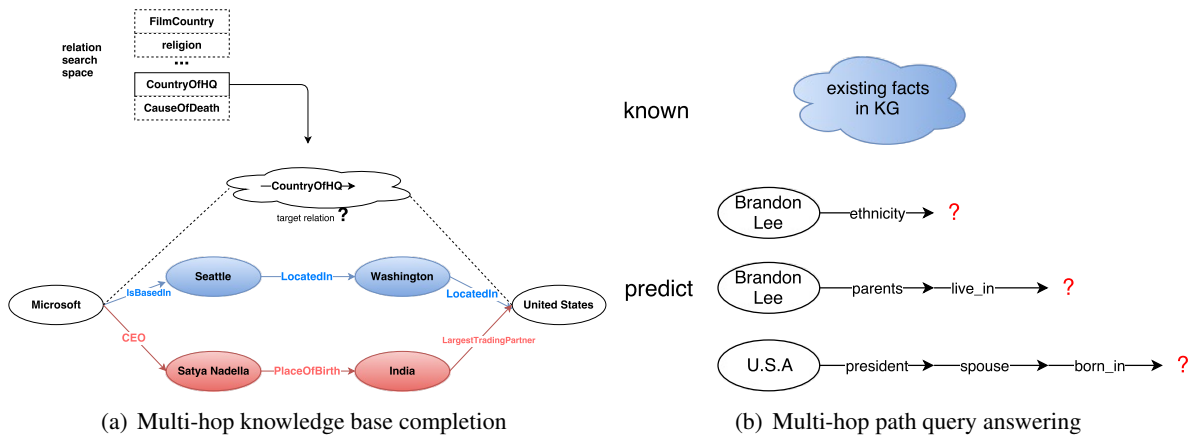 FilmCountry
religion
...
CountryOfHQ
CauseOfDeath
relation
search
space
CountryOfHQ
target relation ?
Seattle
LocatedIn
Washington
IsBasedIn
LocatedIn
Microsoft
United States
CEO
LargestTradingPartner
Satya Nadella
PlaceOfBirth
India
(a) Multi-hop knowledge base completion
known
existing facts
in KG
Brandon
Lee
ethnicity
?
predict
Brandon
Lee
parents
live_in
?
U.S.A
president
spouse
born_in
?
(b) Multi-hop path query answering